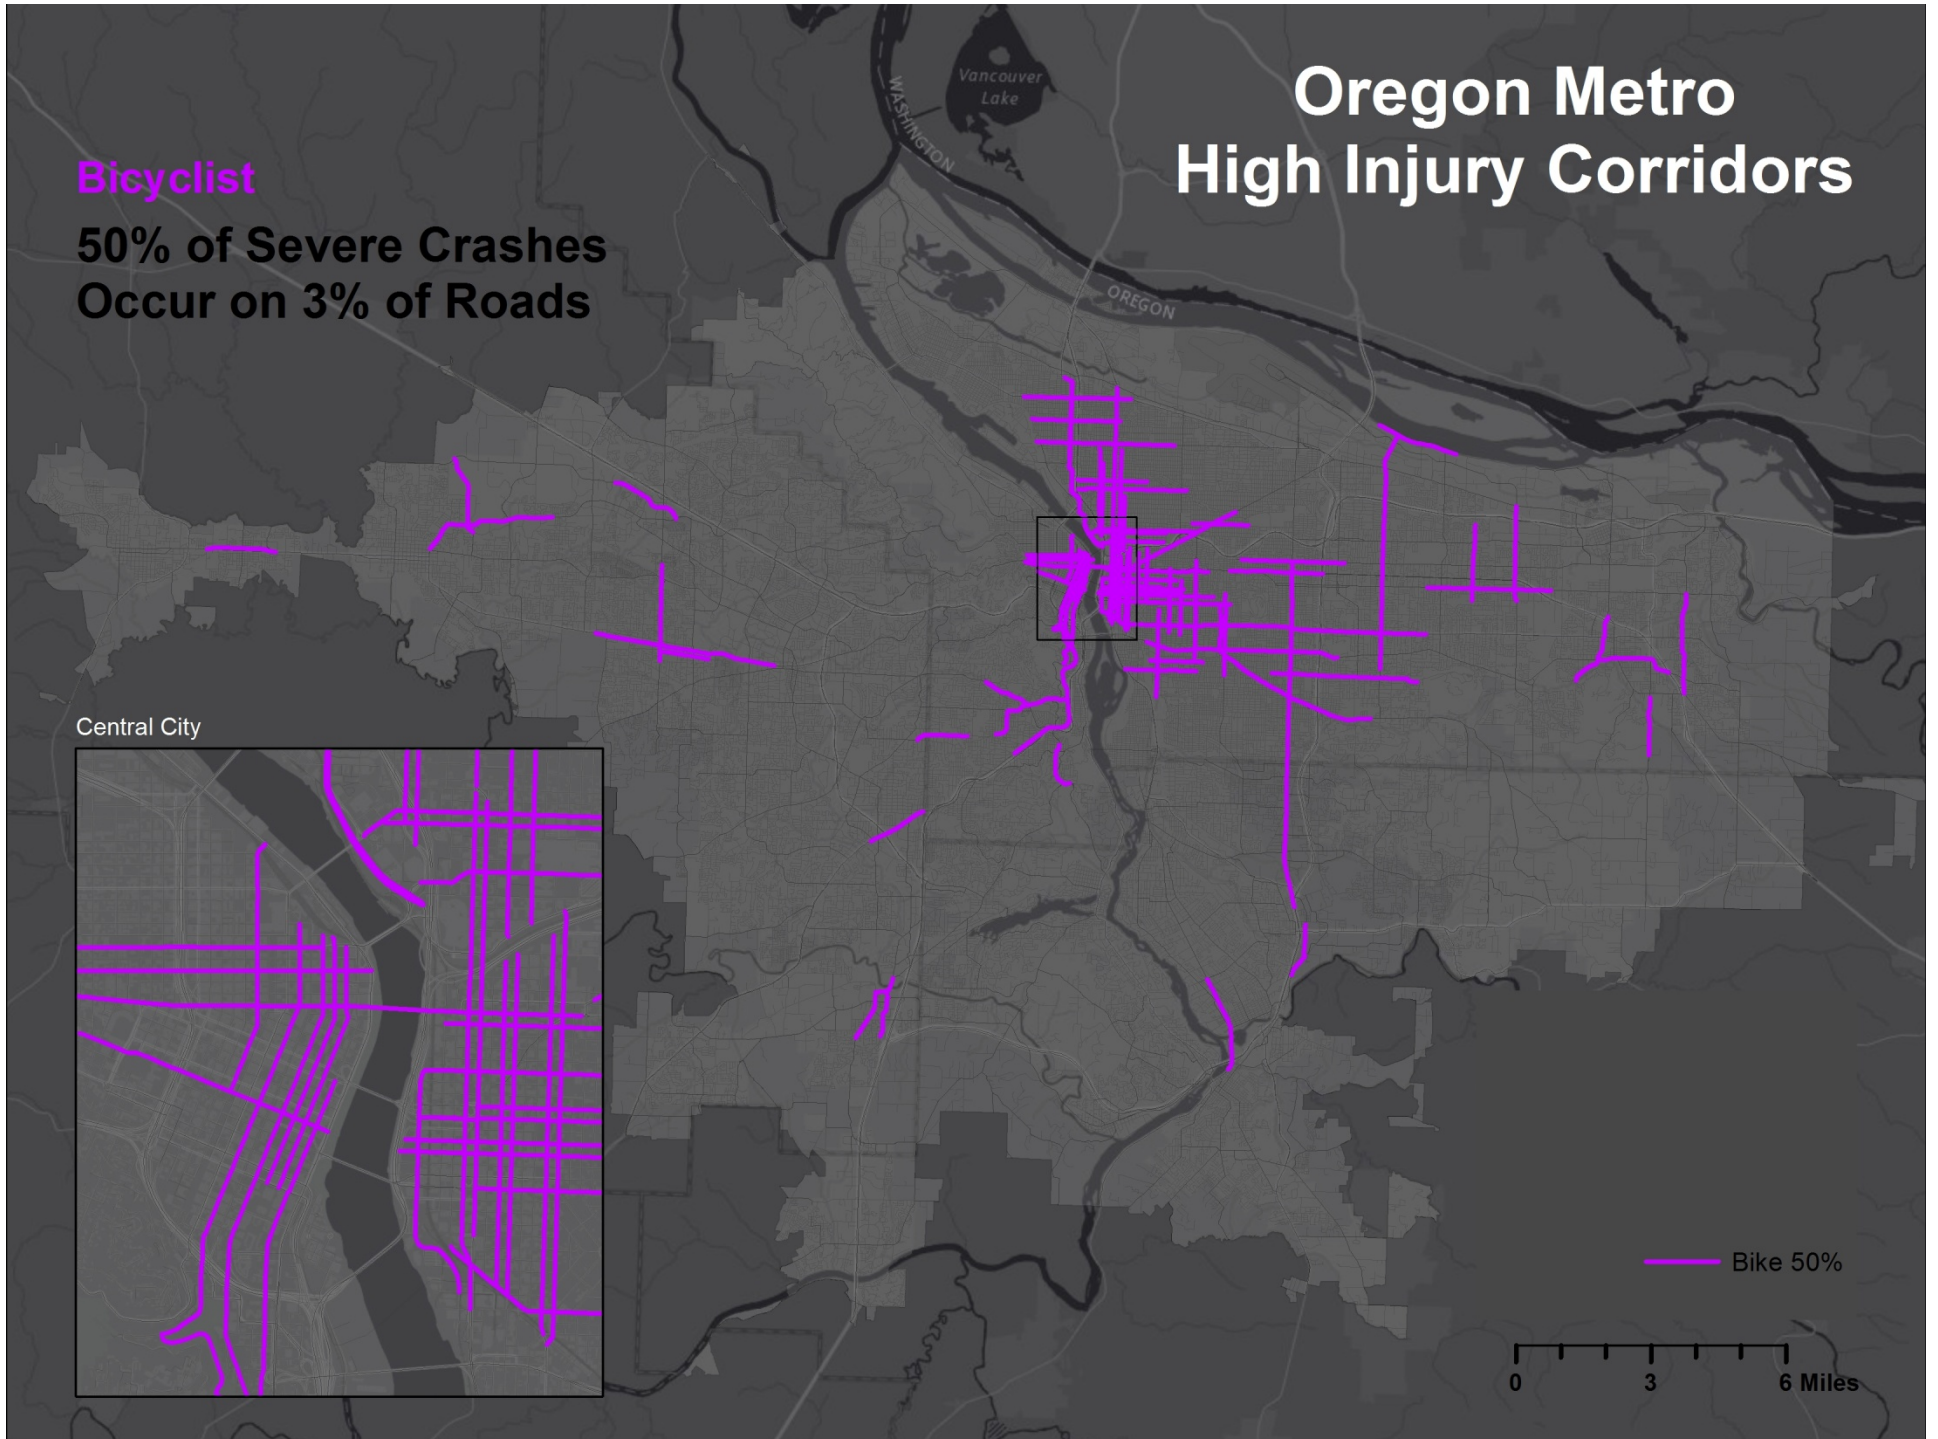 Oregon Metro
High Injury Corridors
Bicyclist
50% of Severe Crashes
Occur on 3% of Roads
Vancouver
Lake
WASHINGTON
OREGON
Central City
Bike 50%
0 3 6 Miles